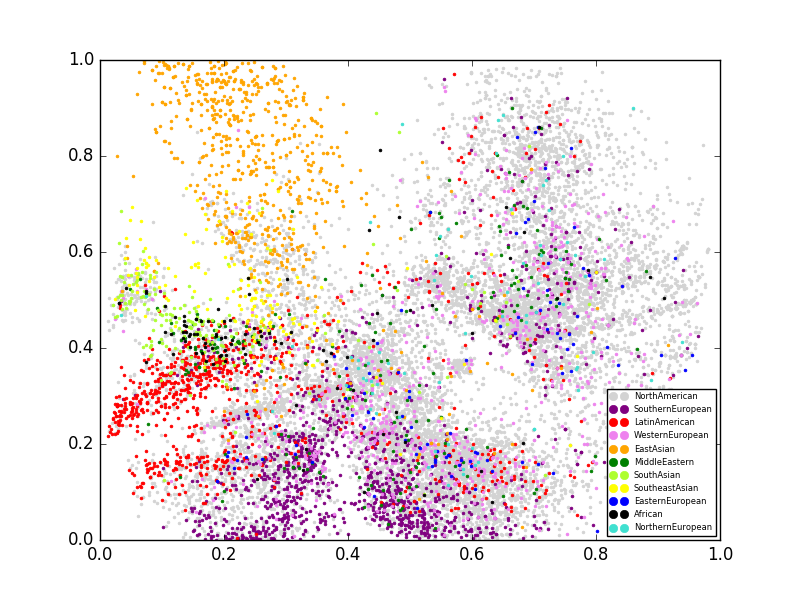 1.0
0.8
0.6
0.4
0.2
0.0
0.0 0.2 0.4 0.6 0.8 1.0
NorthAmerican
SouthernEuropean
LatinAmerican
WesternEuropean
EastAsian
MiddleEastern
SouthAsian
SoutheastAsian
EasternEuropean
African
NorthernEuropean